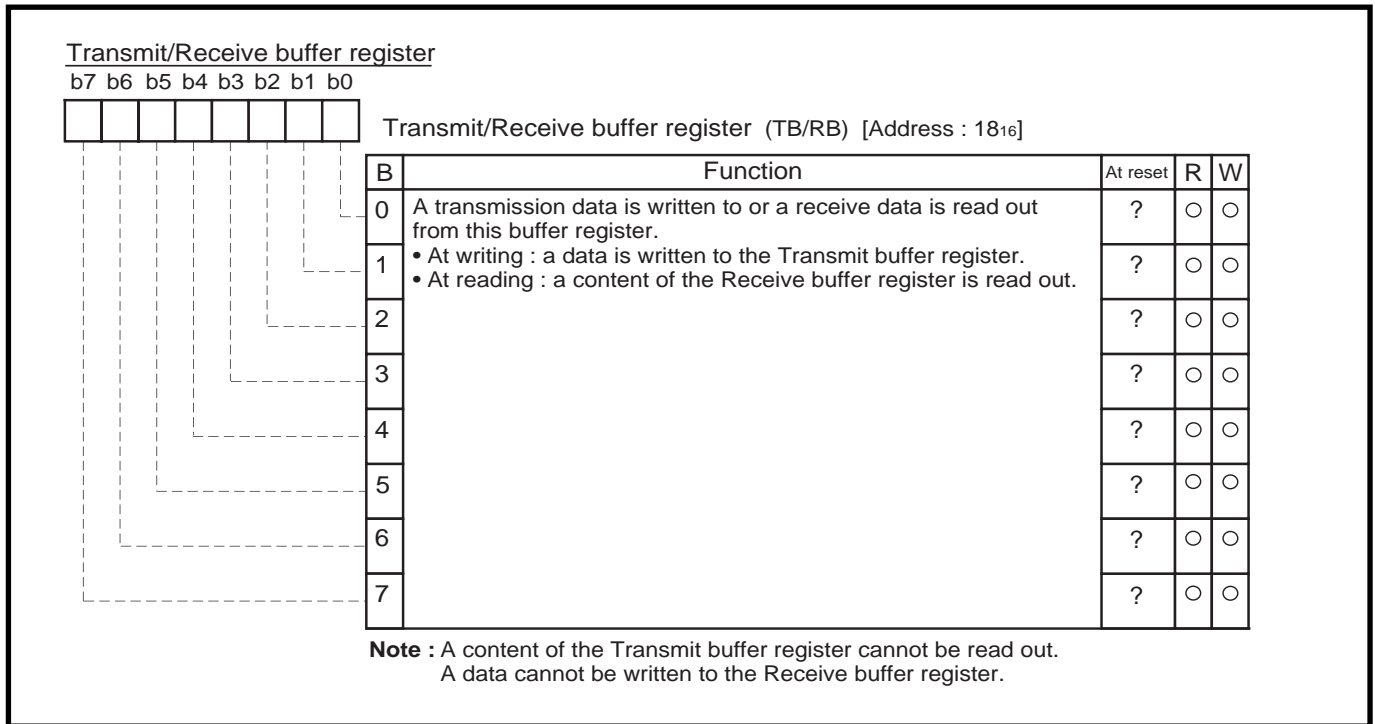 Transmit/Receive buffer register
b7 b6 b5 b4 b3 b2 b1 b0
Transmit/Receive buffer register (TB/RB) [Address : 18₁₆]
B Function At reset R W
0 A transmission data is written to or a receive data is read out ? ○ ○
from this buffer register.
• At writing : a data is written to the Transmit buffer register.
1 ? ○ ○
• At reading : a content of the Receive buffer register is read out.
2 ? ○ ○
3 ? ○ ○
4 ? ○ ○
5 ? ○ ○
6 ? ○ ○
7 ? ○ ○
Note : A content of the Transmit buffer register cannot be read out.
A data cannot be written to the Receive buffer register.